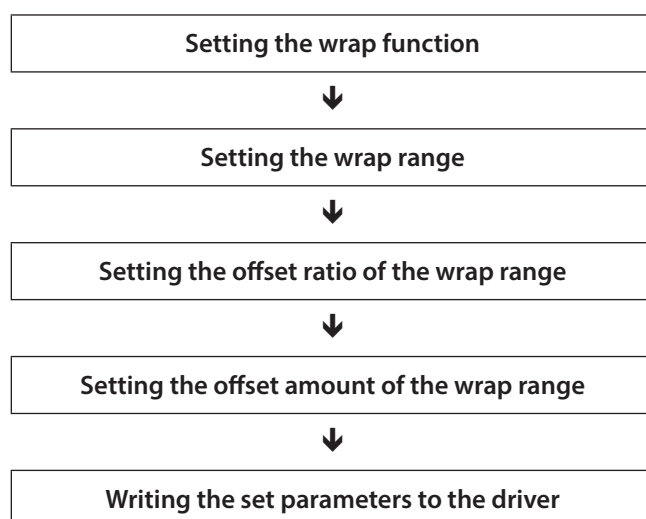 Setting the wrap function
Setting the wrap range
Setting the offset ratio of the wrap range
Setting the offset amount of the wrap range
Writing the set parameters to the driver